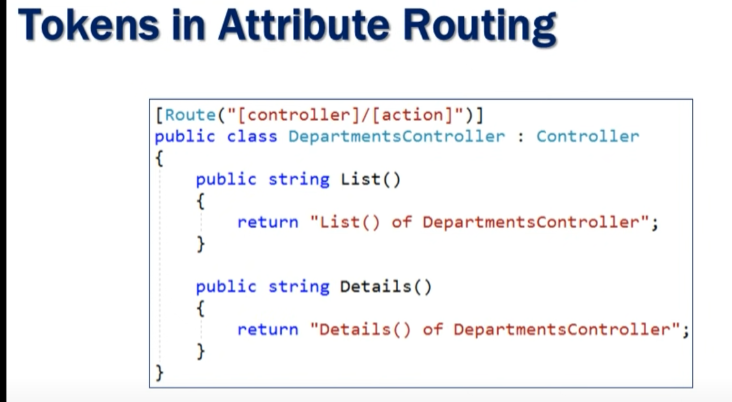 Tokens in Attribute Routing
[Route("[controller]/[action]")]
public class DepartmentsController : Controller
{
    public string List()
    {
        return "List() of DepartmentsController";
    }

    public string Details()
    {
        return "Details() of DepartmentsController";
    }
}